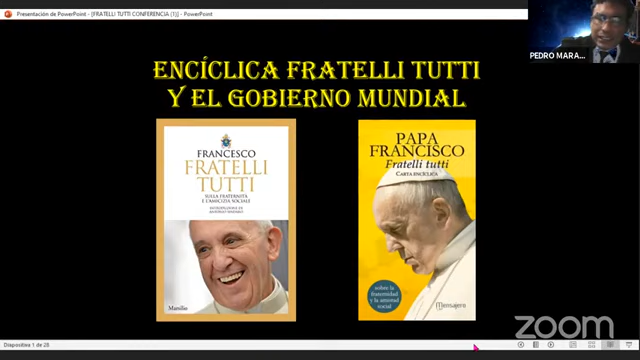 Presentación de PowerPoint - [FRATELLI TUTTI CONFERENCIA (1)] - PowerPoint
PEDRO MARA...
ENCÍCLICA FRATELLI TUTTI
Y EL GOBIERNO MUNDIAL
FRANCESCO
FRATELLI
TUTTI
SULLA FRATERNITÀ
E L'AMICIZIA SOCIALE
Marsilio
PAPA
FRANCISCO
Fratelli tutti
CARTA ENCÍCLICA
sobre la
fraternidad
y la amistad
social
Mensajero
Diapositiva 1 de 28
zoom